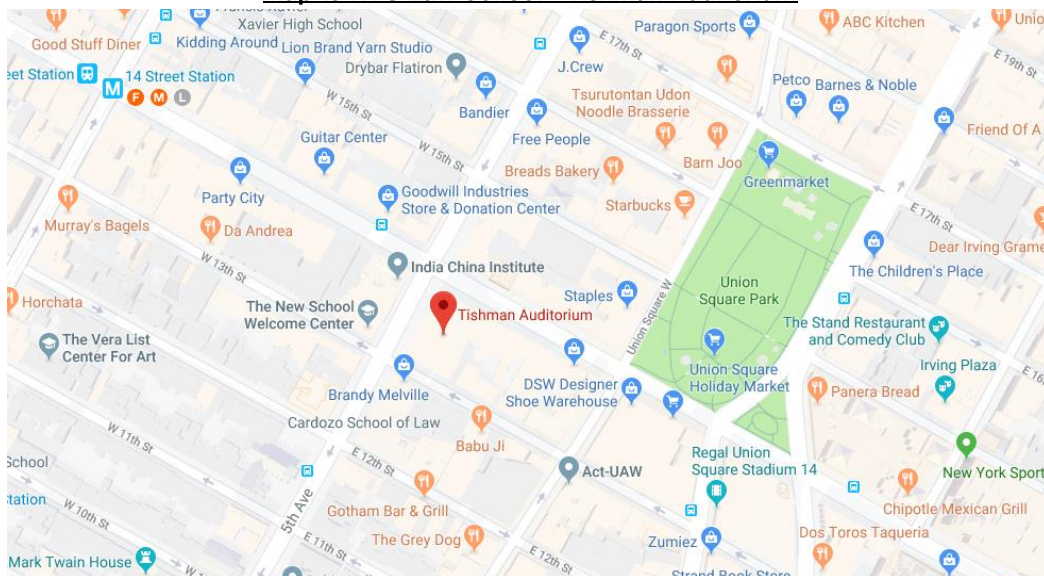 Xavier High School
Good Stuff Diner
Kidding Around
Lion Brand Yarn Studio
Drybar Flatiron
J.Crew
E 17th St
Paragon Sports
ABC Kitchen
E 19th St
eet Station
M
14 Street Station
F M L
W 15th St
Bandier
Tsurutontan Udon
Noodle Brasserie
Petco
Barnes & Noble
Friend Of A
Guitar Center
W 15th St
Free People
Breads Bakery
Barn Joo
Greenmarket
Party City
Goodwill Industries
Store & Donation Center
Starbucks
E 17th St
Murray's Bagels
Da Andrea
W 13th St
India China Institute
Dear Irving Grame
The Children's Place
Horchata
The New School
Welcome Center
Tishman Auditorium
Staples
Union Square W
Union
Square Park
The Vera List
Center For Art
The Stand Restaurant
and Comedy Club
Irving Plaza
E 16
Brandy Melville
DSW Designer
Shoe Warehouse
Union Square
Holiday Market
Panera Bread
Cardozo School of Law
W 11th St
Babu Ji
E 12th St
Act-UAW
Regal Union
Square Stadium 14
New York Sport
School
tation
W 10th St
5th Ave
Gotham Bar & Grill
Chipotle Mexican Grill
The Grey Dog
E 11th St
E 12th St
Zumiez
Dos Toros Taqueria
Mark Twain House
Strand Book Store